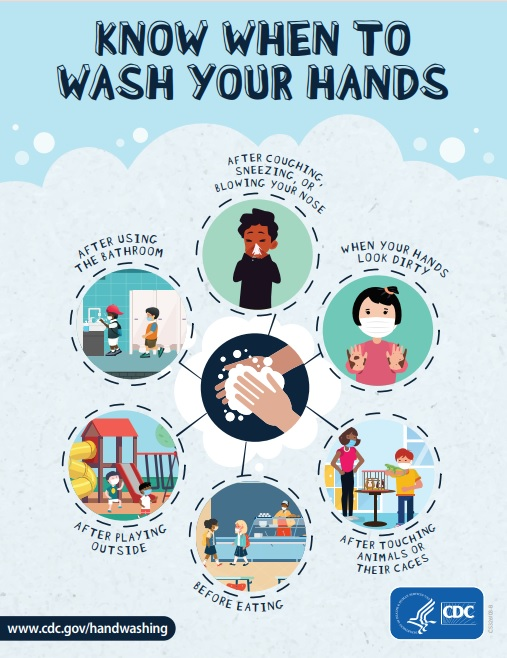 KNOW WHEN TO
WASH YOUR HANDS
AFTER COUGHING,
SNEEZING, OR
BLOWING YOUR NOSE
AFTER USING
THE BATHROOM
WHEN YOUR HANDS
LOOK DIRTY
AFTER PLAYING
OUTSIDE
AFTER TOUCHING
ANIMALS OR
THEIR CAGES
BEFORE EATING
www.cdc.gov/handwashing
CDC